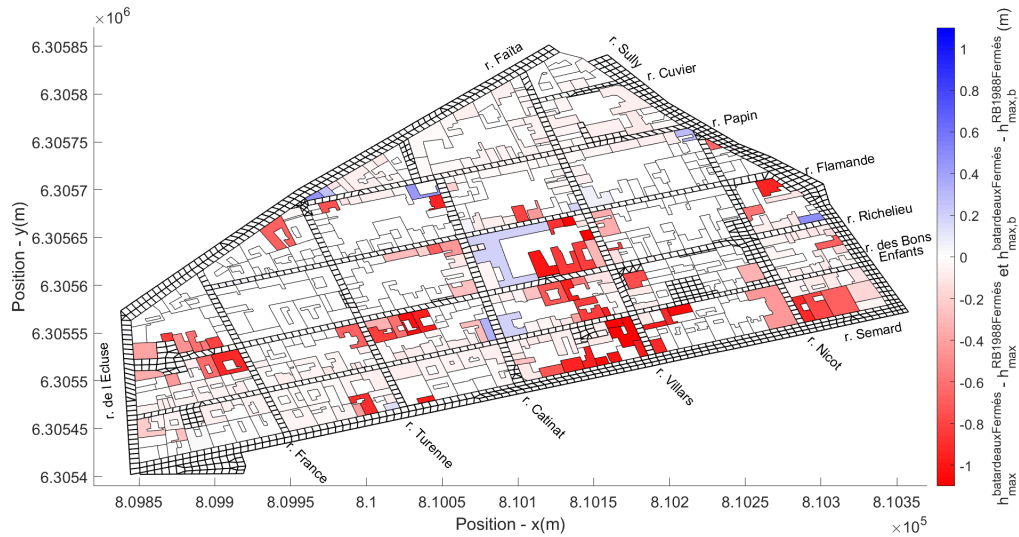 ×10⁶
6.30585
6.3058
6.30575
6.3057
6.30565
6.3056
6.30555
6.3055
6.30545
6.3054
Position - y(m)
r. Faïta
r. Sully
r. Cuvier
r. Papin
r. Flamande
r. Richelieu
r. des Bons
Enfants
r. Semard
r. Nicot
r. Villars
r. Catinat
r. Turenne
r. France
r. de l Ecluse
8.0985
8.099
8.0995
8.1
8.1005
8.101
8.1015
8.102
8.1025
8.103
8.1035
Position - x(m)
×10⁵
1
0.8
0.6
0.4
0.2
0
-0.2
-0.4
-0.6
-0.8
-1
h_max^batardeauxFermés - h_max^RB1988Fermés et h_max,b^batardeauxFermés - h_max,b^RB1988Fermés (m)